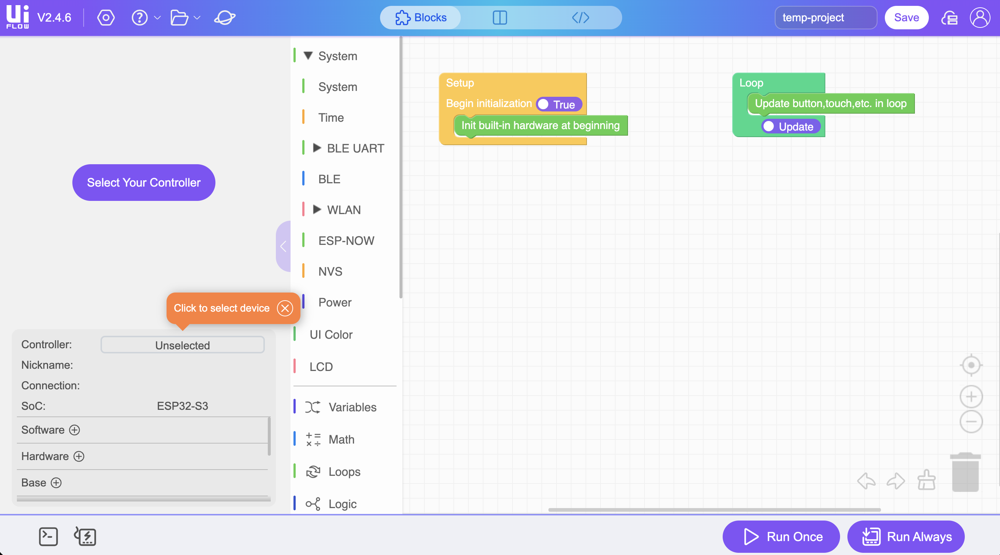 Ui
FLOW
V2.4.6
Blocks
temp-project
Save
Select Your Controller
Click to select device
Controller:
Unselected
Nickname:
Connection:
SoC:
ESP32-S3
Software
Hardware
Base
System
System
Time
BLE UART
BLE
WLAN
ESP-NOW
NVS
Power
UI Color
LCD
Variables
Math
Loops
Logic
Setup
Begin initialization True
Init built-in hardware at beginning
Loop
Update button,touch,etc. in loop
Update
Run Once
Run Always